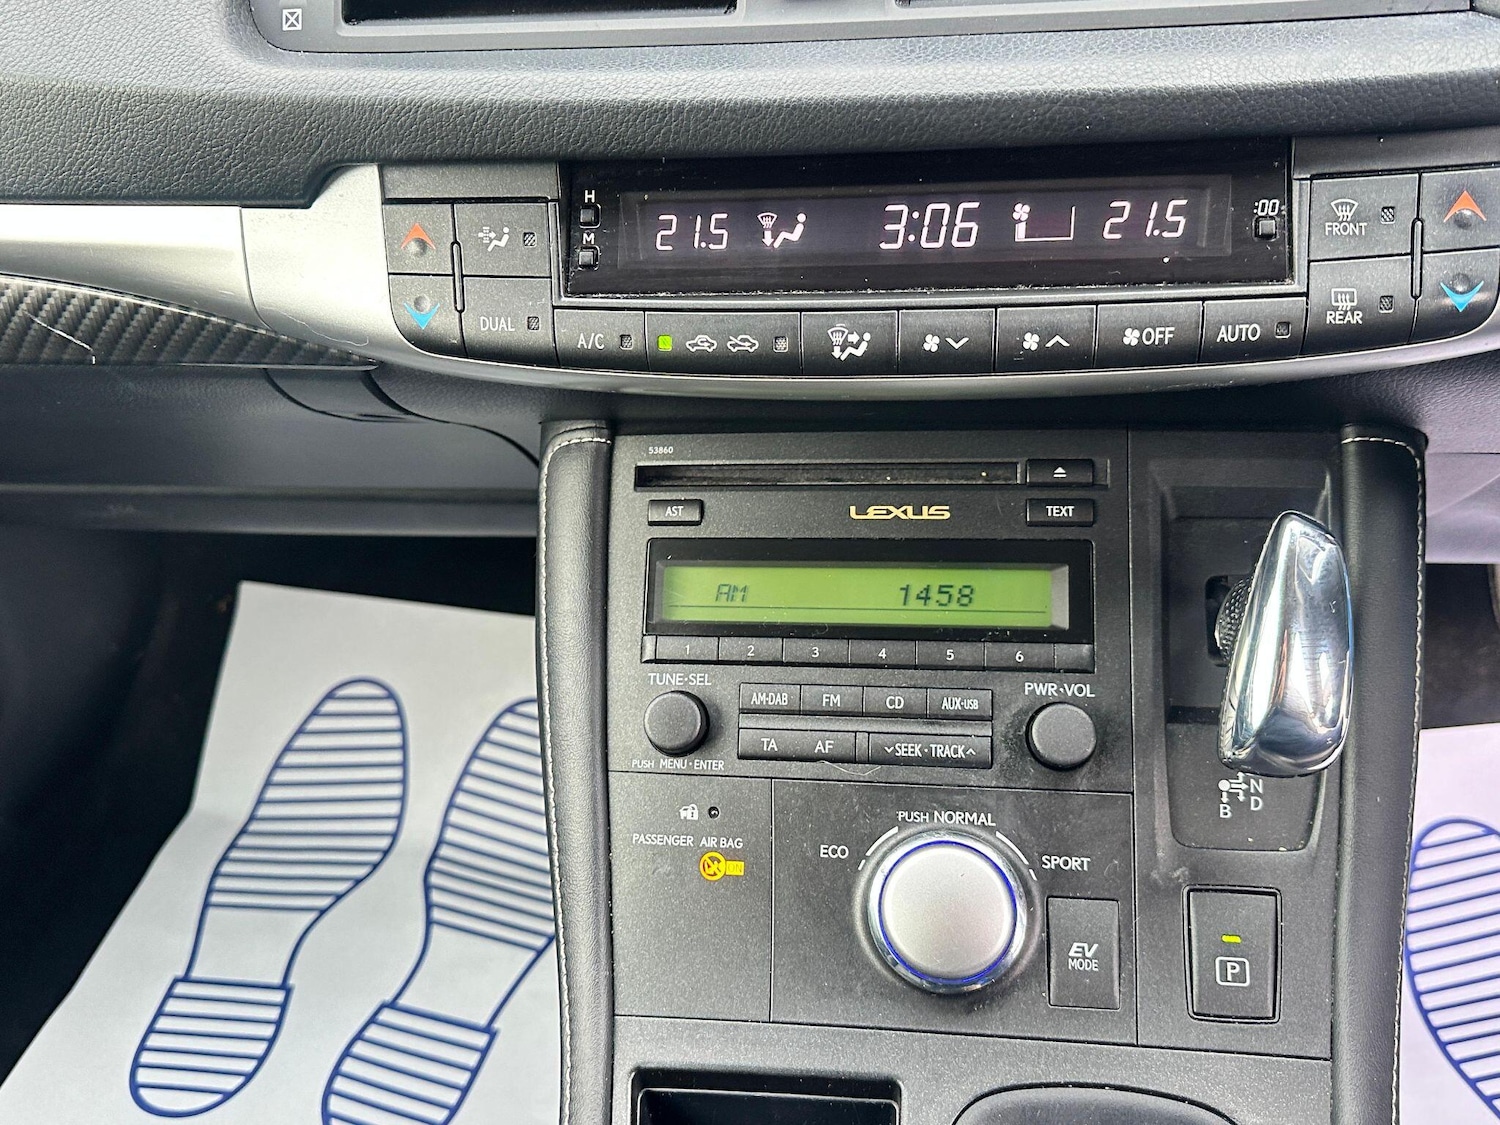 H
M
21.5 3:06 21.5
:00
FRONT
DUAL
REAR
A/C
OFF
AUTO
53860
AST
LEXUS
TEXT
AM 1458
1 2 3 4 5 6
TUNE•SEL
PWR•VOL
AM•DAB FM CD AUX•USB
TA AF
SEEK•TRACK
PUSH MENU•ENTER
N
B D
PUSH NORMAL
PASSENGER AIR BAG
ECO
SPORT
ON
EV
MODE
P